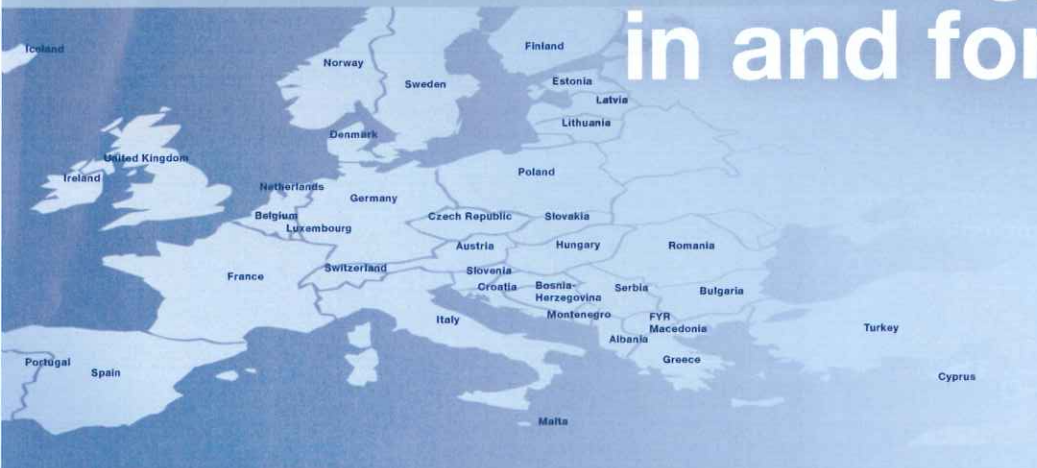 in and for
Iceland
Finland
Norway
Sweden
Estonia
Latvia
Lithuania
Denmark
United Kingdom
Ireland
Poland
Netherlands
Germany
Belgium
Czech Republic
Slovakia
Luxembourg
Austria
Hungary
Romania
Switzerland
Slovenia
France
Croatia
Bosnia-
Herzegovina
Serbia
Bulgaria
Italy
Montenegro
FYR
Macedonia
Turkey
Albania
Greece
Portugal
Spain
Cyprus
Malta